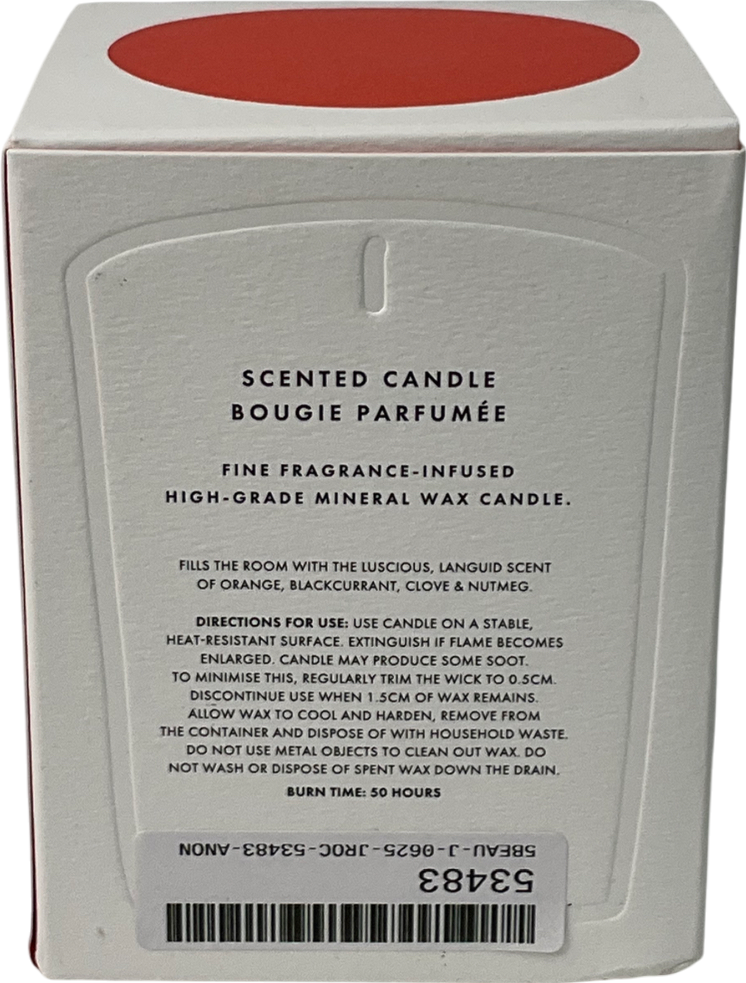 SCENTED CANDLE
BOUGIE PARFUMÉE
FINE FRAGRANCE-INFUSED
HIGH-GRADE MINERAL WAX CANDLE.
FILLS THE ROOM WITH THE LUSCIOUS, LANGUID SCENT
OF ORANGE, BLACKCURRANT, CLOVE & NUTMEG.
DIRECTIONS FOR USE: USE CANDLE ON A STABLE,
HEAT-RESISTANT SURFACE. EXTINGUISH IF FLAME BECOMES
ENLARGED. CANDLE MAY PRODUCE SOME SOOT.
TO MINIMISE THIS, REGULARLY TRIM THE WICK TO 0.5CM.
DISCONTINUE USE WHEN 1.5CM OF WAX REMAINS.
ALLOW WAX TO COOL AND HARDEN, REMOVE FROM
THE CONTAINER AND DISPOSE OF WITH HOUSEHOLD WASTE.
DO NOT USE METAL OBJECTS TO CLEAN OUT WAX. DO
NOT WASH OR DISPOSE OF SPENT WAX DOWN THE DRAIN.
BURN TIME: 50 HOURS
53483
5BEAU-J-0625-JROC-53483-ANON